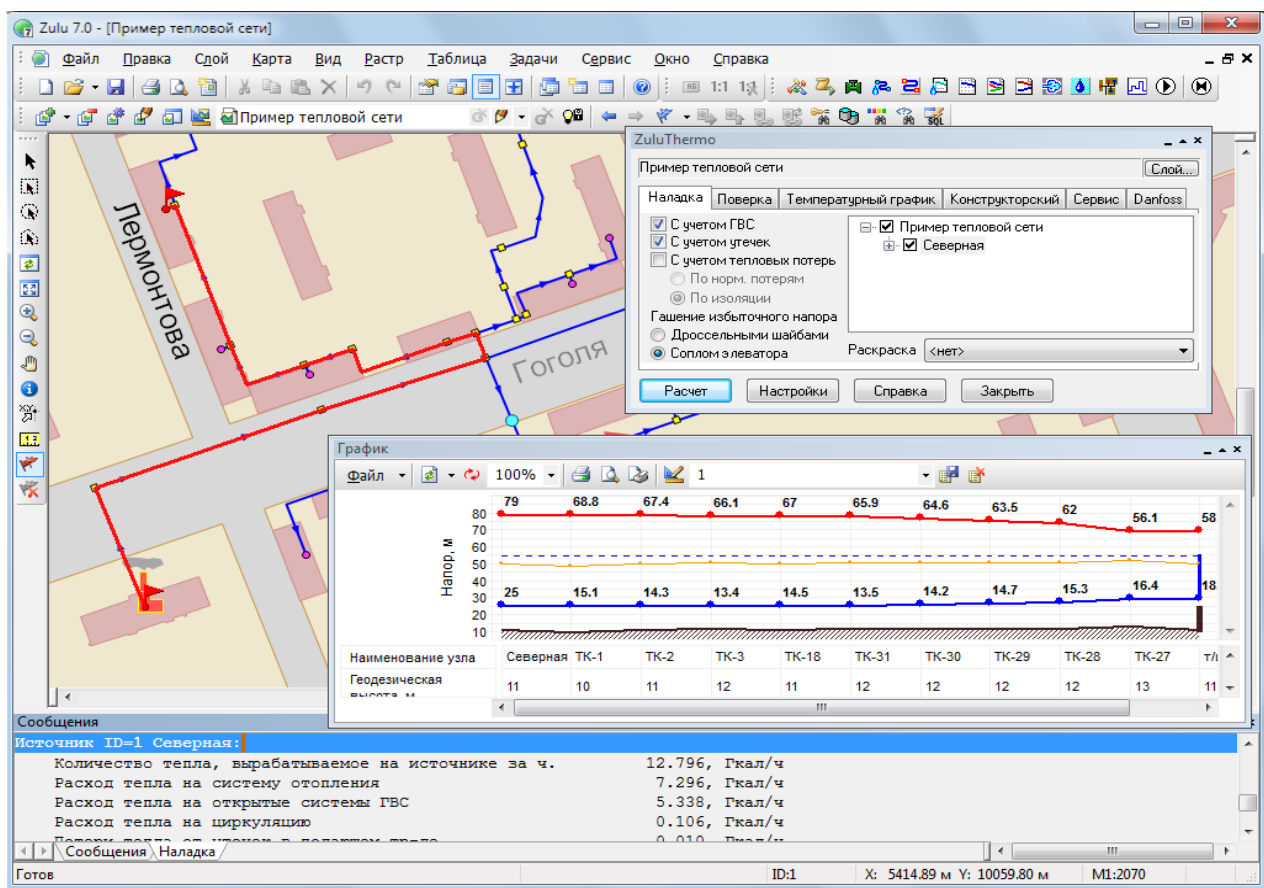 Zulu 7.0 - [Пример тепловой сети]
Файл Правка Слой Карта Вид Растр Таблица Задачи Сервис Окно Справка
1:1
Пример тепловой сети
Лермонтова
Гоголя
ZuluThermo
Пример тепловой сети Слой...
Наладка Поверка Температурный график Конструкторский Сервис Danfoss
С учетом ГВС
С учетом утечек
С учетом тепловых потерь
По норм. потерям
По изоляции
Гашение избыточного напора
Дроссельными шайбами
Соплом элеватора
Пример тепловой сети
Северная
Раскраска <нет>
Расчет Настройки Справка Закрыть
График
Файл 100% 1
Напор, м
80
70
60
50
40
30
20
10
79 68.8 67.4 66.1 67 65.9 64.6 63.5 62 56.1 58
25 15.1 14.3 13.4 14.5 13.5 14.2 14.7 15.3 16.4 18
Наименование узла Северная ТК-1 ТК-2 ТК-3 ТК-18 ТК-31 ТК-30 ТК-29 ТК-28 ТК-27
Геодезическая
высота, м 11 10 11 12 11 12 12 12 12 13 11
Сообщения
Источник ID=1 Северная:
Количество тепла, вырабатываемое на источнике за ч. 12.796, Гкал/ч
Расход тепла на систему отопления 7.296, Гкал/ч
Расход тепла на открытые системы ГВС 5.338, Гкал/ч
Расход тепла на циркуляцию 0.106, Гкал/ч
Сообщения Наладка
Готов ID:1 X: 5414.89 м Y: 10059.80 м М1:2070